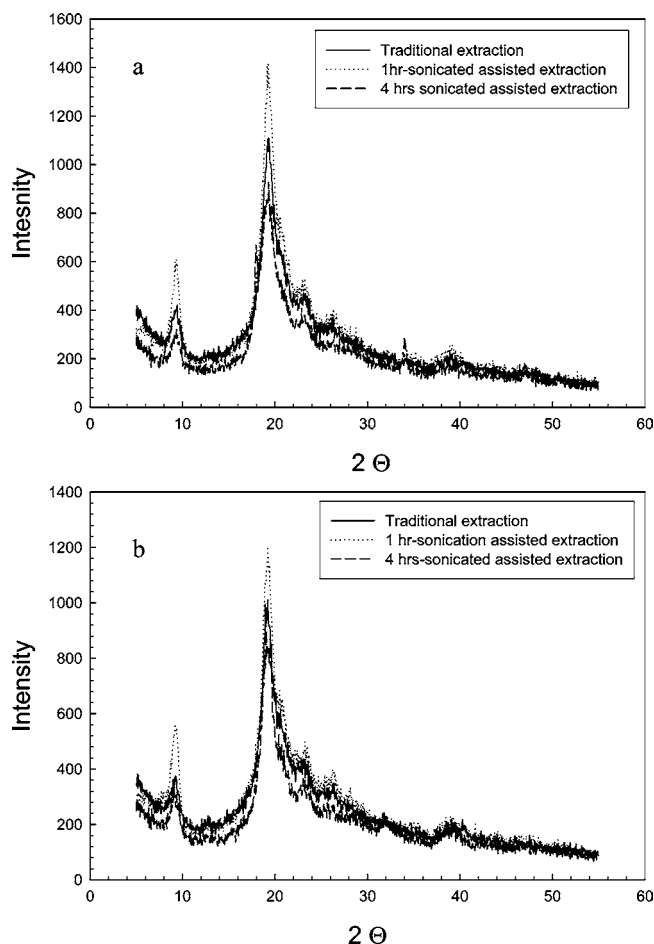 1600
1400
1200
1000
800
600
400
200
0
Intesnity
a
Traditional extraction
1hr-sonicated assisted extraction
4 hrs sonicated assisted extraction
0 10 20 30 40 50 60
2 Θ
1400
1200
1000
800
600
400
200
0
Intensity
b
Traditional extraction
1 hr-sonication assisted extraction
4 hrs-sonicated assisted extraction
0 10 20 30 40 50 60
2 Θ